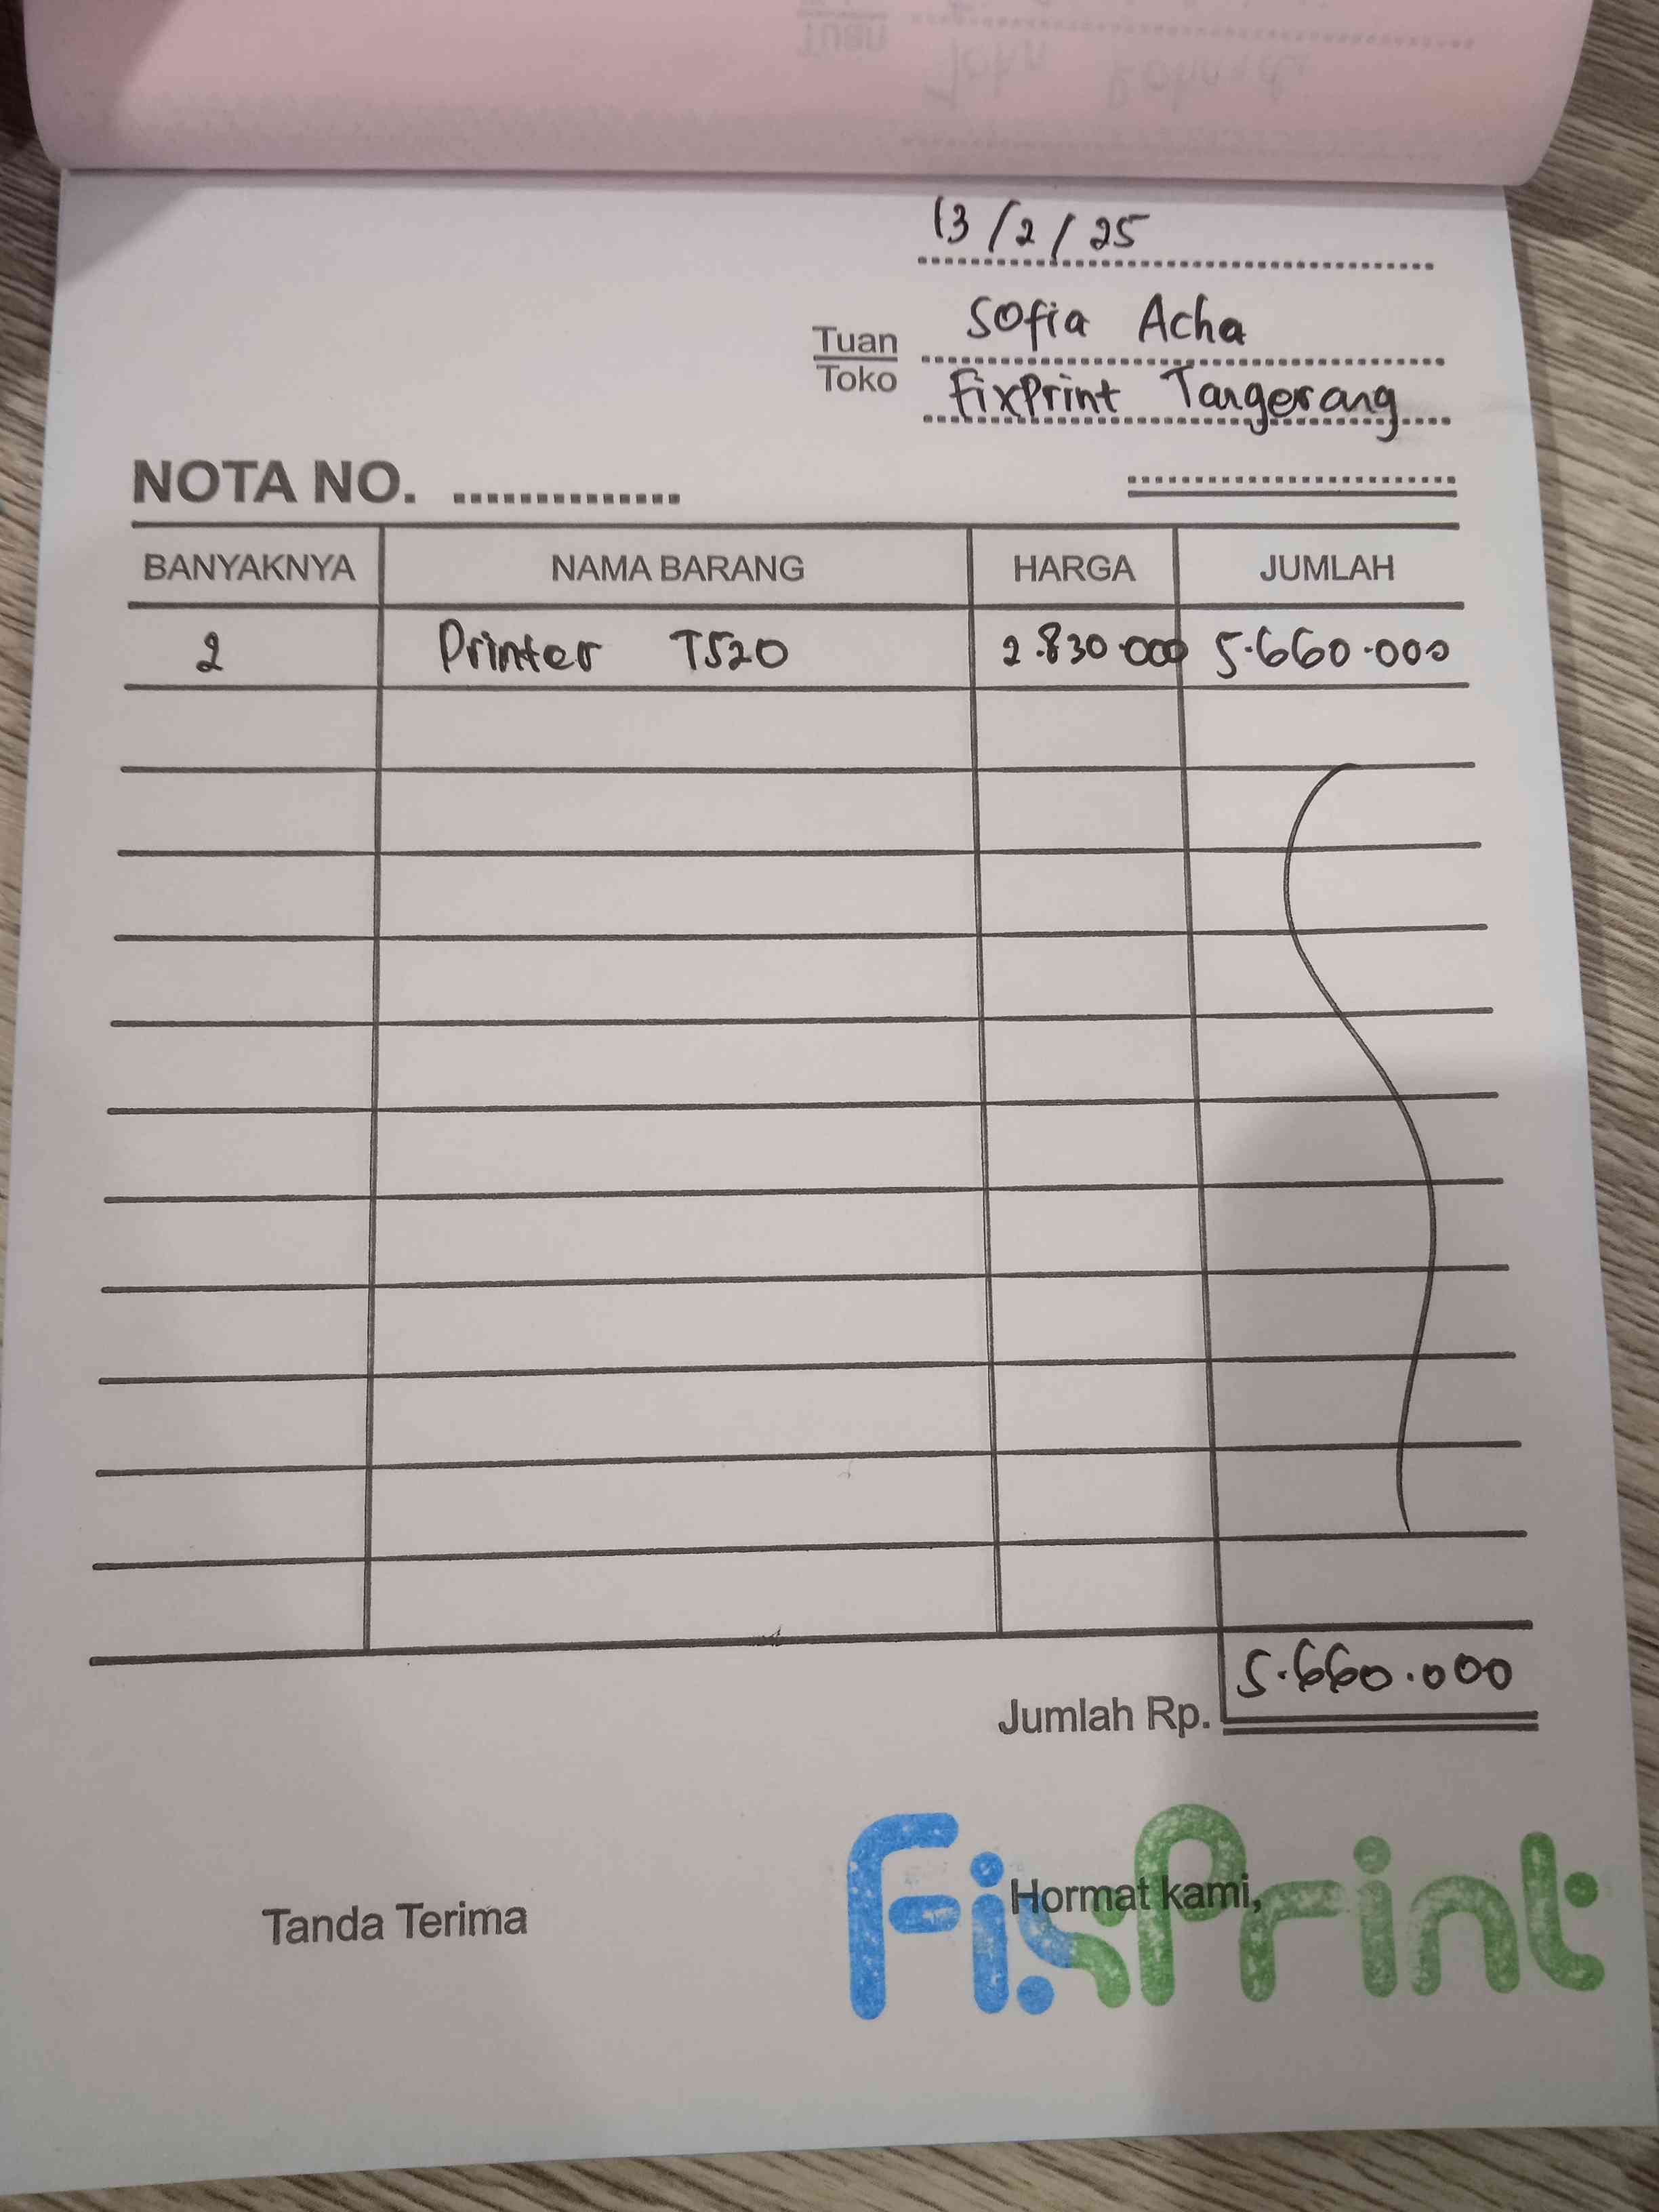 13/2/25
Tuan Sofia Acha
Toko FixPrint Tangerang
NOTA NO. ...............
BANYAKNYA NAMA BARANG HARGA JUMLAH
2 Printer T520 2.830.000 5.660.000
Jumlah Rp. 5.660.000
Tanda Terima Hormat kami,
FixPrint